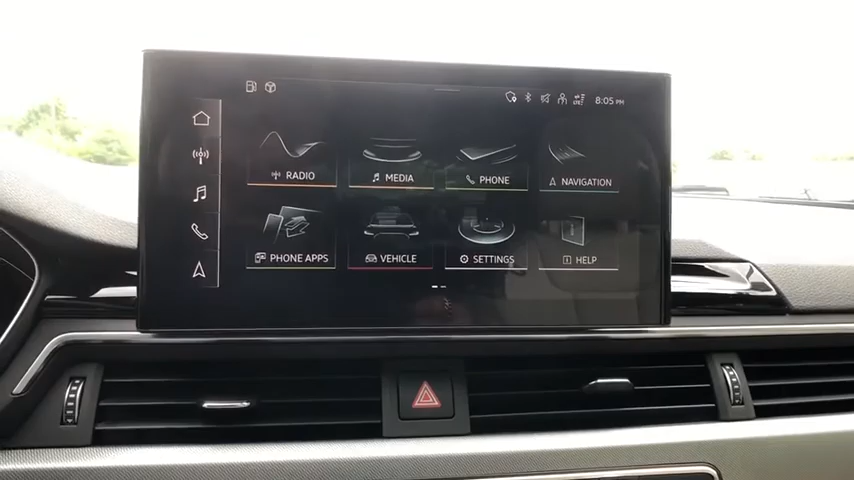 8:05 PM
RADIO
MEDIA
PHONE
NAVIGATION
PHONE APPS
VEHICLE
SETTINGS
HELP